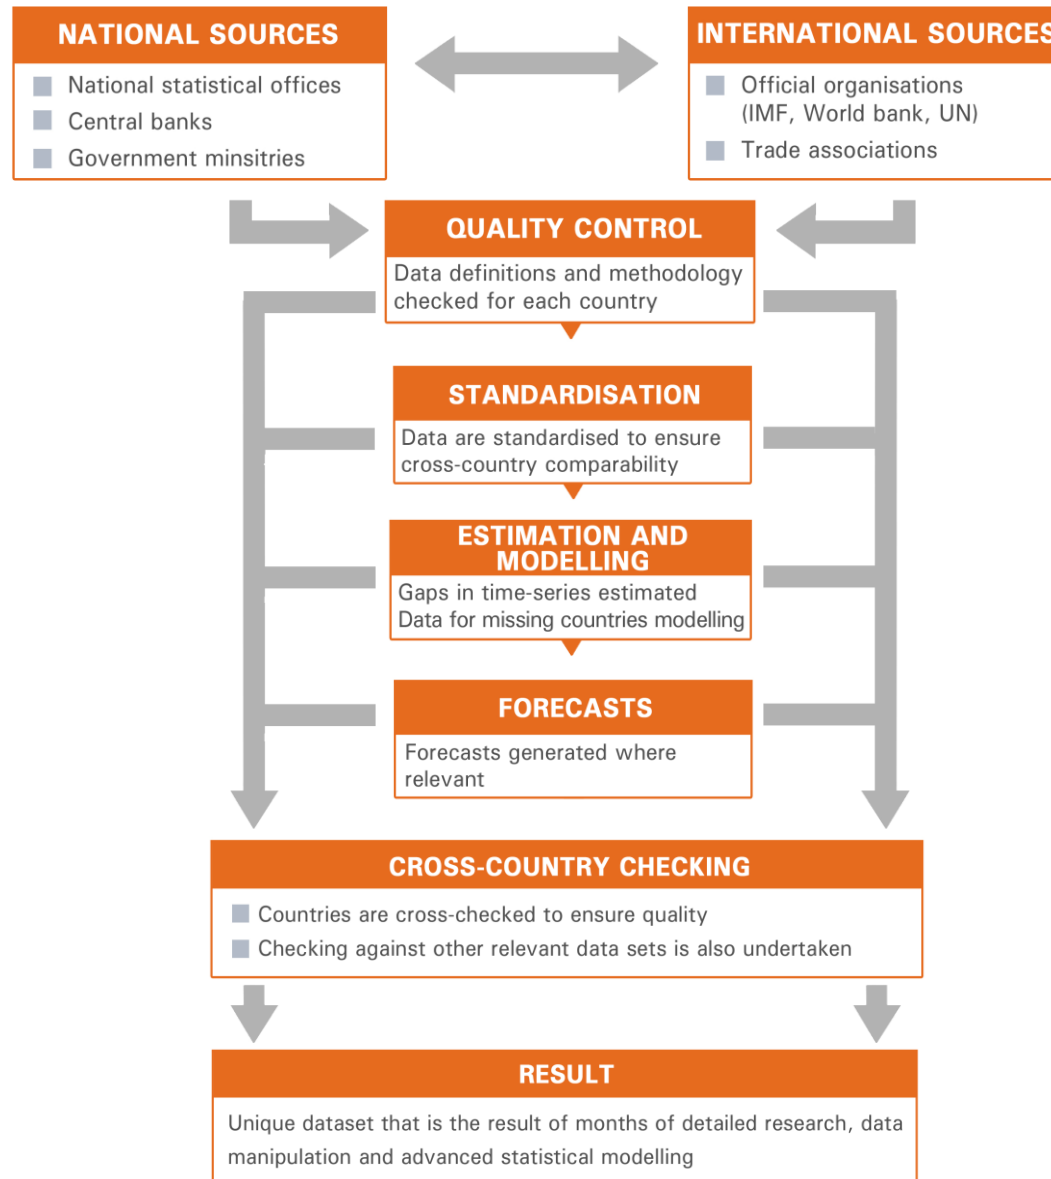 NATIONAL SOURCES
National statistical offices
Central banks
Government minsitries
INTERNATIONAL SOURCES
Official organisations
(IMF, World bank, UN)
Trade associations
QUALITY CONTROL
Data definitions and methodology
checked for each country
STANDARDISATION
Data are standardised to ensure
cross-country comparability
ESTIMATION AND
MODELLING
Gaps in time-series estimated
Data for missing countries modelling
FORECASTS
Forecasts generated where
relevant
CROSS-COUNTRY CHECKING
Countries are cross-checked to ensure quality
Checking against other relevant data sets is also undertaken
RESULT
Unique dataset that is the result of months of detailed research, data
manipulation and advanced statistical modelling